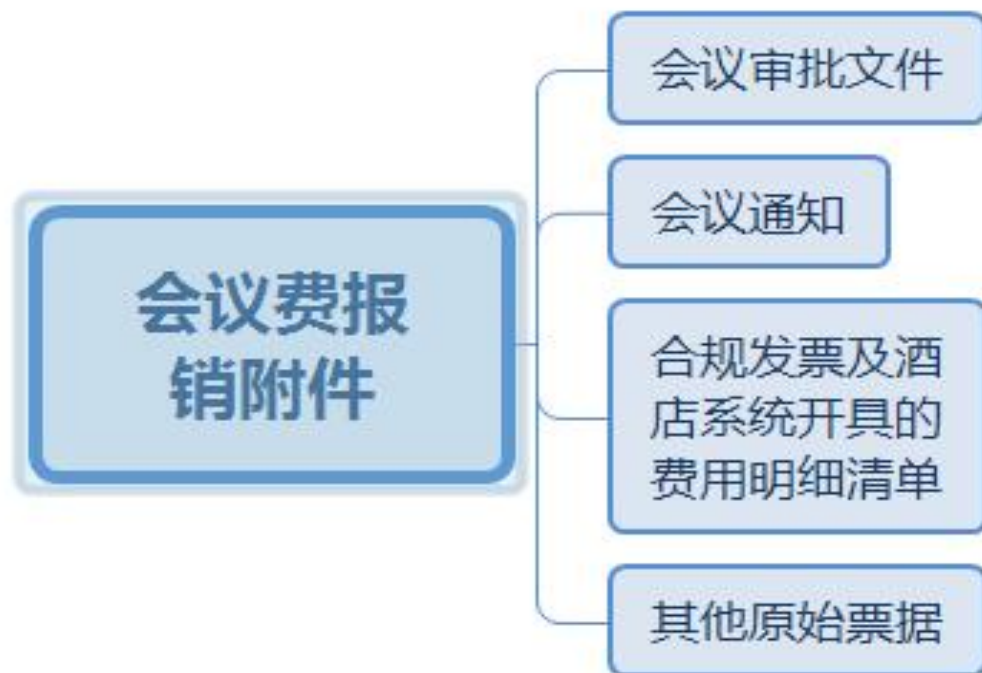 会议费报
销附件
会议审批文件
会议通知
合规发票及酒
店系统开具的
费用明细清单
其他原始票据